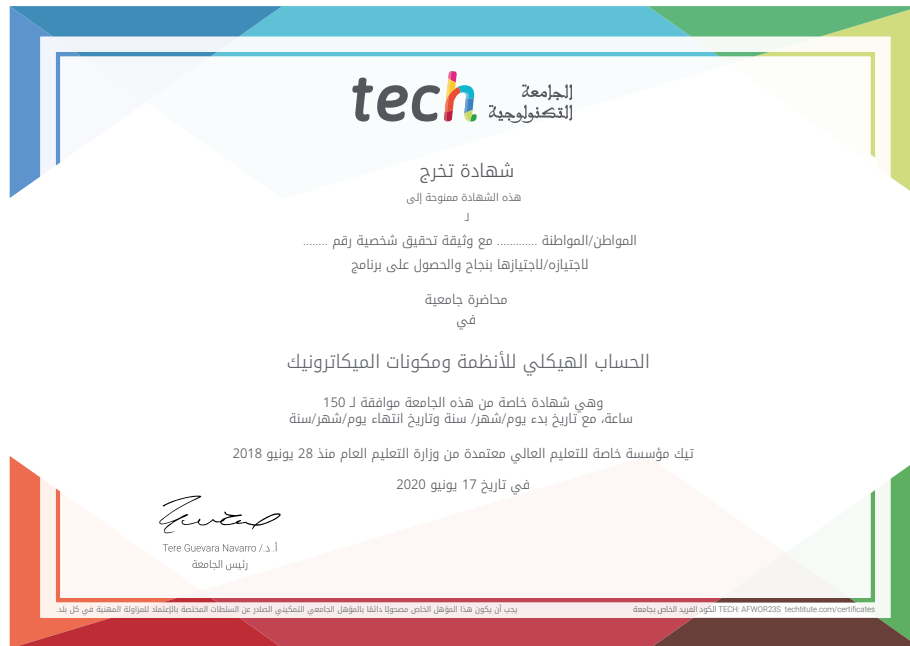 tech الجامعة
التكنولوجية
شهادة تخرج
هذه الشهادة ممنوحة إلى
لـ
المواطن/المواطنة ............ مع وثيقة تحقيق شخصية رقم ........
لاجتيازه/لاجتيازها بنجاح والحصول على برنامج
محاضرة جامعية
في
الحساب الهيكلي للأنظمة ومكونات الميكاترونيك
وهي شهادة خاصة من هذه الجامعة موافقة لـ 150
ساعة، مع تاريخ بدء يوم/شهر/ سنة وتاريخ انتهاء يوم/شهر/سنة
تيك مؤسسة خاصة للتعليم العالي معتمدة من وزارة التعليم العام منذ 28 يونيو 2018
في تاريخ 17 يونيو 2020
أ. د./ Tere Guevara Navarro
رئيس الجامعة
يجب أن يكون هذا المؤهل الخاص مصحوبًا دائمًا بالمؤهل الجامعي التمكيني الصادر عن السلطات المختصة بالإعتماد للمزاولة المهنية في كل بلد.
الكود الفريد الخاص بجامعة TECH: AFWOR23S techtitute.com/certificates